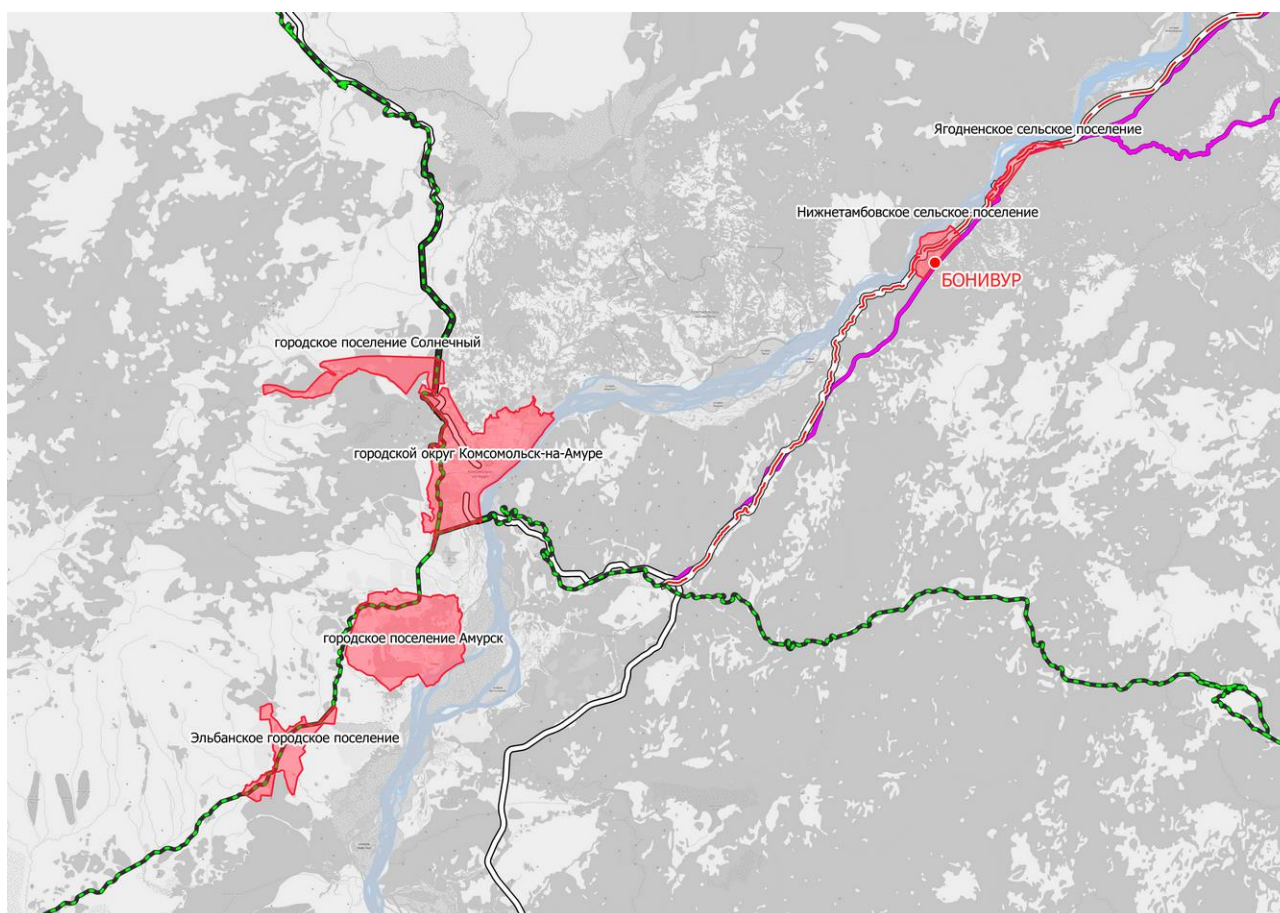 Ягодненское сельское поселение
Нижнетамбовское сельское поселение
БОНИВУР
городское поселение Солнечный
городской округ Комсомольск-на-Амуре
городское поселение Амурск
Эльбанское городское поселение